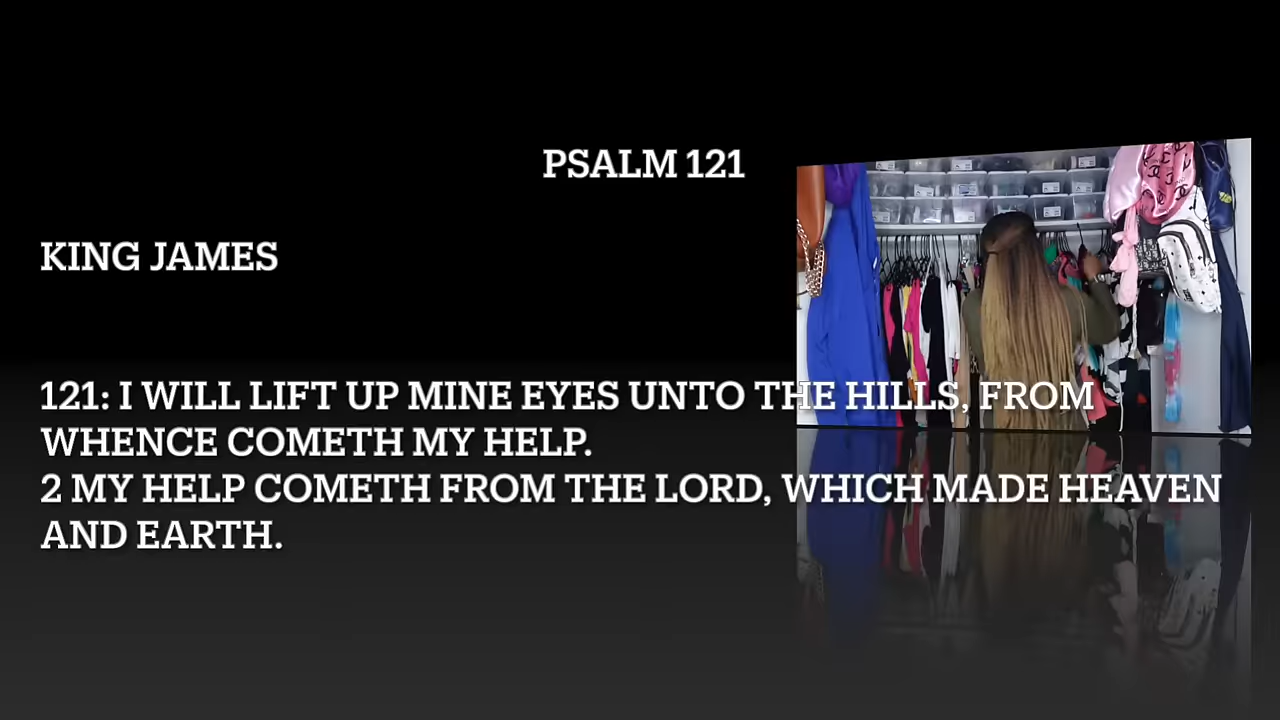 PSALM 121
KING JAMES
121: I WILL LIFT UP MINE EYES UNTO THE HILLS, FROM
WHENCE COMETH MY HELP.
2 MY HELP COMETH FROM THE LORD, WHICH MADE HEAVEN
AND EARTH.